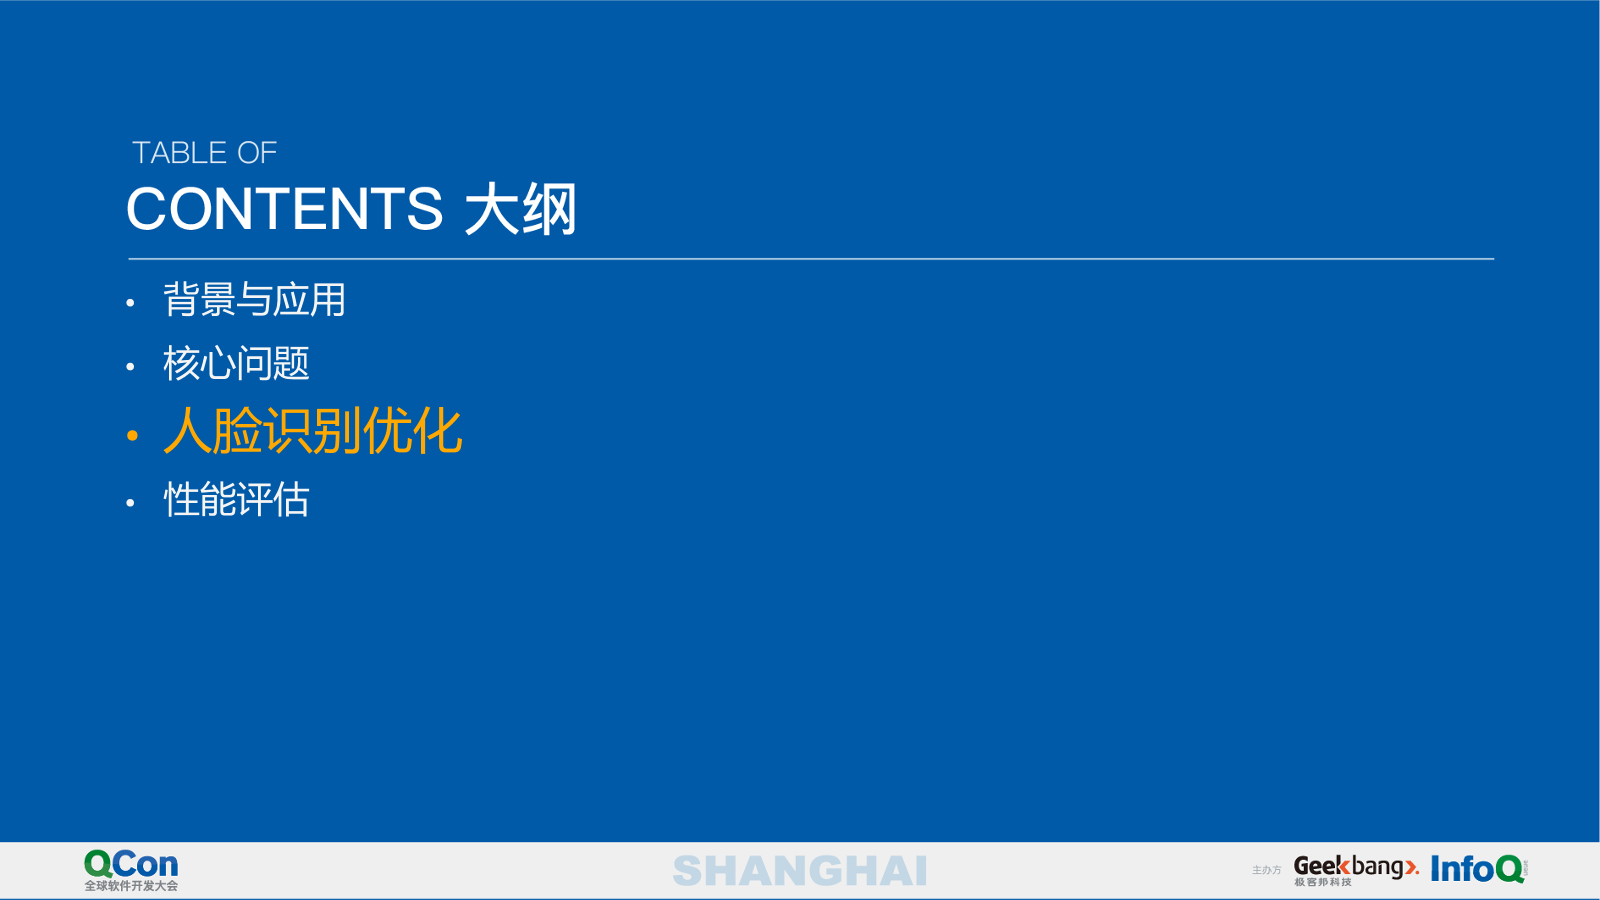 TABLE OF
CONTENTS 大纲
• 背景与应用
• 核心问题
• 人脸识别优化
• 性能评估
QCon
全球软件开发大会
SHANGHAI
主办方
Geekbang
极客邦科技
InfoQ